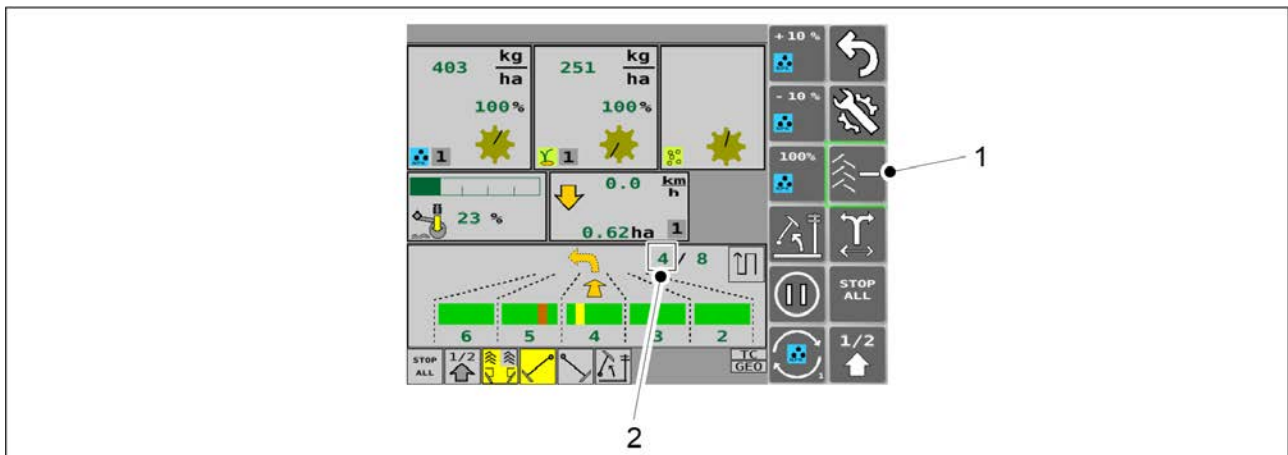 403 kg/ha
100%
1
251 kg/ha
100%
1
23 %
0.0 km/h
0.62ha 1
4 / 8
6 5 4 3 2
STOP ALL
1/2
TC
GEO
+10 %
- 10 %
100%
STOP ALL
1
1/2
1
2